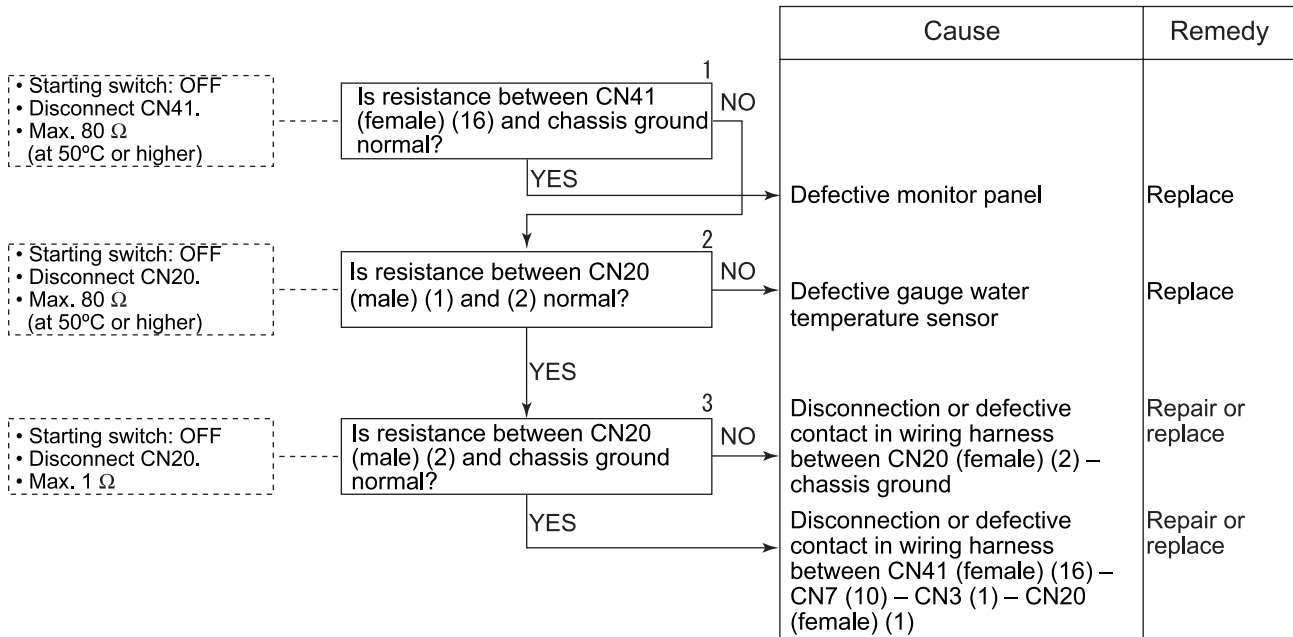 Cause
Remedy
• Starting switch: OFF
• Disconnect CN41.
• Max. 80 Ω
(at 50ºC or higher)
1
Is resistance between CN41
(female) (16) and chassis ground
normal?
NO
YES
Defective monitor panel
Replace
• Starting switch: OFF
• Disconnect CN20.
• Max. 80 Ω
(at 50ºC or higher)
2
Is resistance between CN20
(male) (1) and (2) normal?
NO
Defective gauge water
temperature sensor
Replace
YES
• Starting switch: OFF
• Disconnect CN20.
• Max. 1 Ω
3
Is resistance between CN20
(male) (2) and chassis ground
normal?
NO
Disconnection or defective
contact in wiring harness
between CN20 (female) (2) –
chassis ground
Repair or
replace
YES
Disconnection or defective
contact in wiring harness
between CN41 (female) (16) –
CN7 (10) – CN3 (1) – CN20
(female) (1)
Repair or
replace